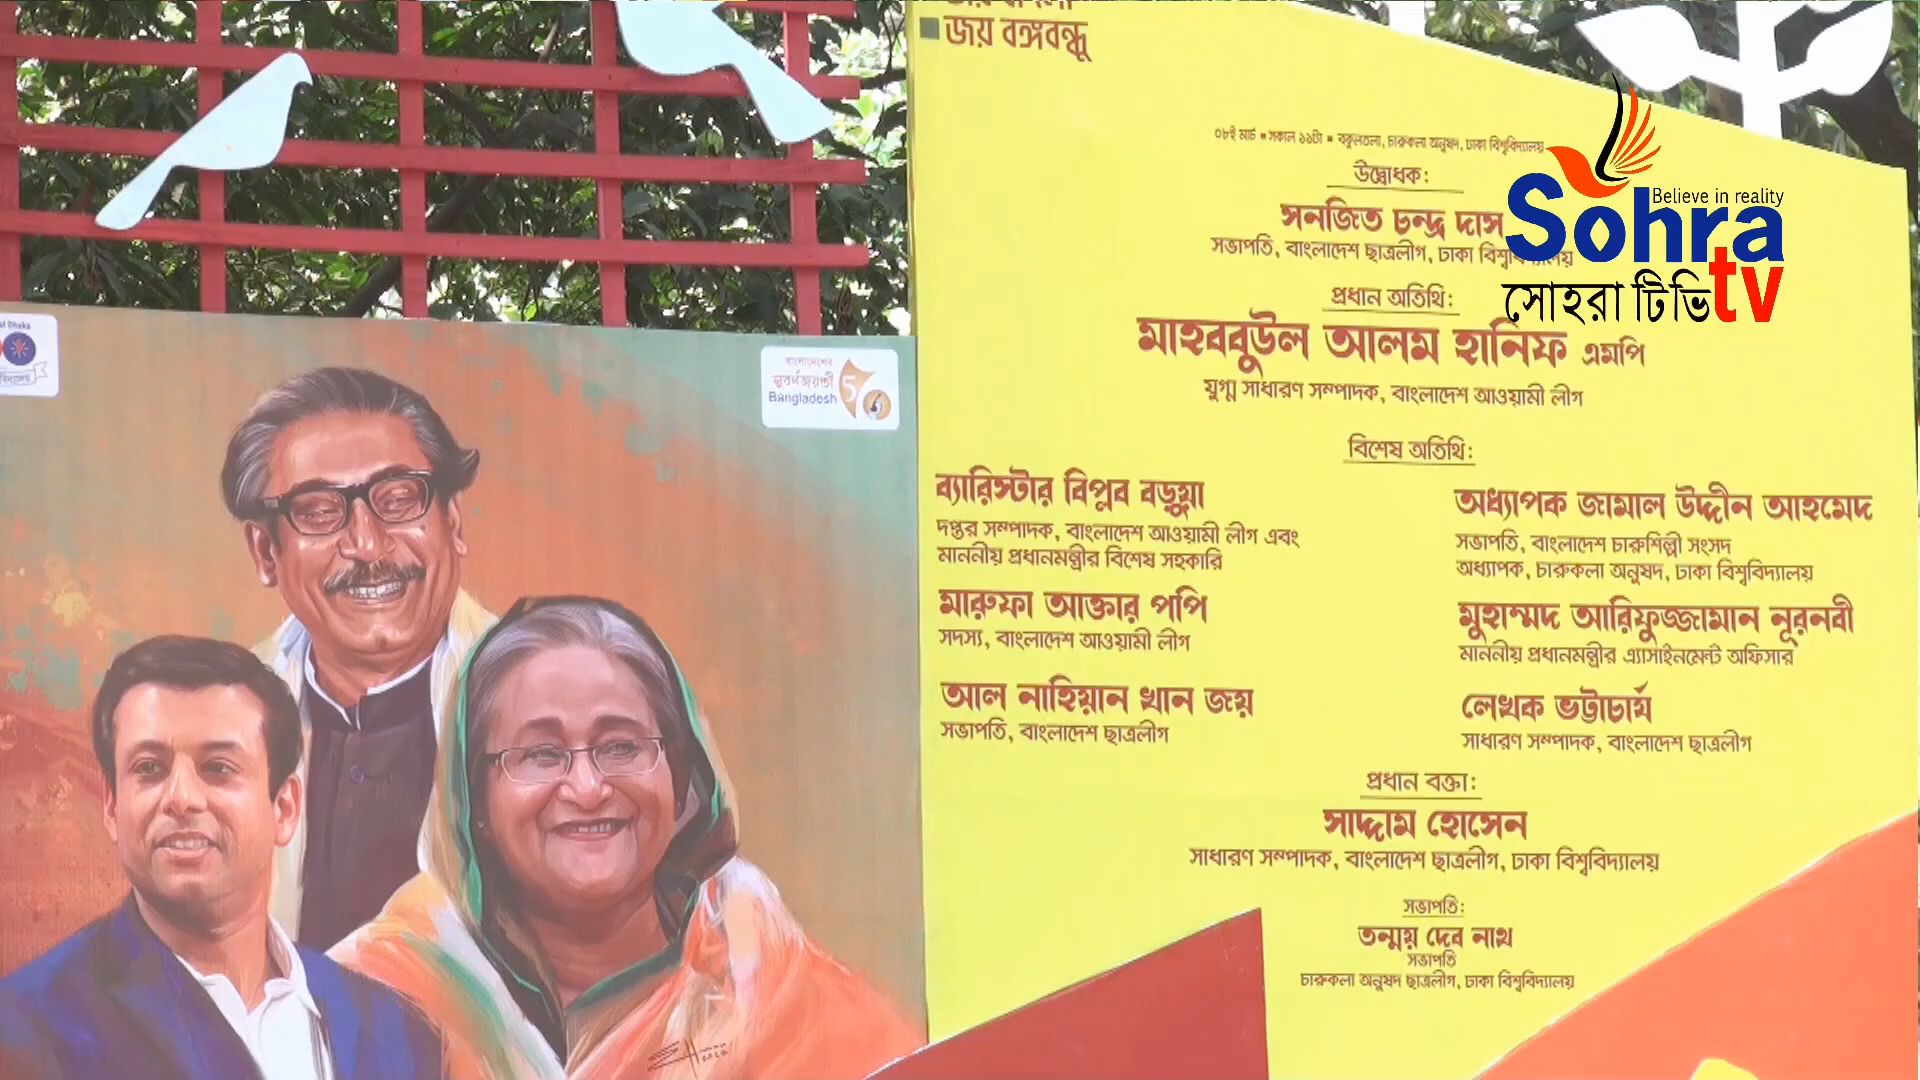 জয় বঙ্গবন্ধু
০৮ই মার্চ ▪ সকাল ১১টা ▪ বকুলতলা, চারুকলা অনুষদ, ঢাকা বিশ্ববিদ্যালয়
উদ্বোধক:
সনজিত চন্দ্র দাস
সভাপতি, বাংলাদেশ ছাত্রলীগ, ঢাকা বিশ্ববিদ্যালয়
প্রধান অতিথি:
মাহববুউল আলম হানিফ এমপি
যুগ্ম সাধারণ সম্পাদক, বাংলাদেশ আওয়ামী লীগ
বিশেষ অতিথি:
ব্যারিস্টার বিপ্লব বড়ুয়া
দপ্তর সম্পাদক, বাংলাদেশ আওয়ামী লীগ এবং
মাননীয় প্রধানমন্ত্রীর বিশেষ সহকারি
মারুফা আক্তার পপি
সদস্য, বাংলাদেশ আওয়ামী লীগ
আল নাহিয়ান খান জয়
সভাপতি, বাংলাদেশ ছাত্রলীগ
অধ্যাপক জামাল উদ্দীন আহমেদ
সভাপতি, বাংলাদেশ চারুশিল্পী সংসদ
অধ্যাপক, চারুকলা অনুষদ, ঢাকা বিশ্ববিদ্যালয়
মুহাম্মদ আরিফুজ্জামান নূরনবী
মাননীয় প্রধানমন্ত্রীর এ্যাসাইনমেন্ট অফিসার
লেখক ভট্টাচার্য
সাধারণ সম্পাদক, বাংলাদেশ ছাত্রলীগ
প্রধান বক্তা:
সাদ্দাম হোসেন
সাধারণ সম্পাদক, বাংলাদেশ ছাত্রলীগ, ঢাকা বিশ্ববিদ্যালয়
সভাপতি:
তন্ময় দেব নাথ
সভাপতি
চারুকলা অনুষদ ছাত্রলীগ, ঢাকা বিশ্ববিদ্যালয়
Believe in reality
Sohra
সোহরা টিভি tv
Dhaka
বাংলাদেশের
সুবর্ণজয়ন্তী 50
Bangladesh